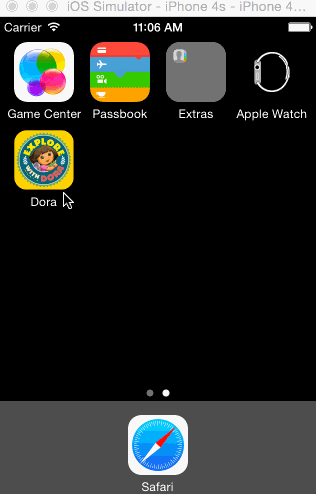 iOS Simulator - iPhone 4s - iPhone 4...
Carrier 11:06 AM
Game Center Passbook Extras Apple Watch
EXPLORE
WITH DORA
Dora
Safari